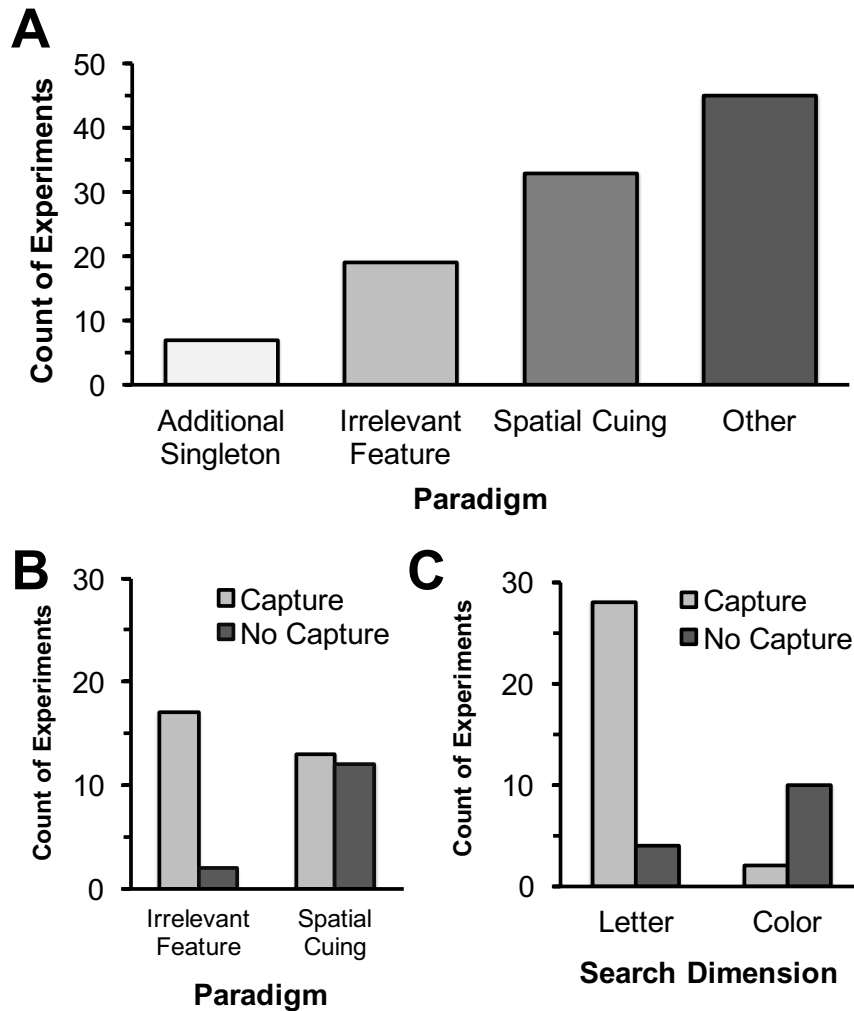 A
Count of Experiments
50
40
30
20
10
0
Additional
Singleton
Irrelevant
Feature
Spatial Cuing
Other
Paradigm
B
Count of Experiments
30
20
10
0
Capture
No Capture
Irrelevant
Feature
Spatial
Cuing
Paradigm
C
Count of Experiments
30
20
10
0
Capture
No Capture
Letter
Color
Search Dimension